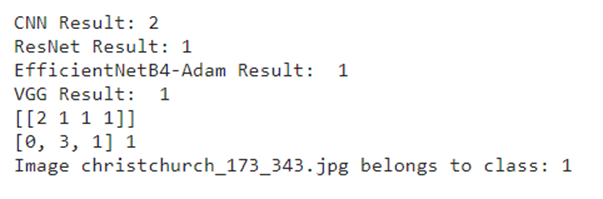 CNN Result: 2
ResNet Result: 1
EfficientNetB4-Adam Result:  1
VGG Result:  1
[[2 1 1 1]]
[0, 3, 1] 1
Image christchurch_173_343.jpg belongs to class: 1